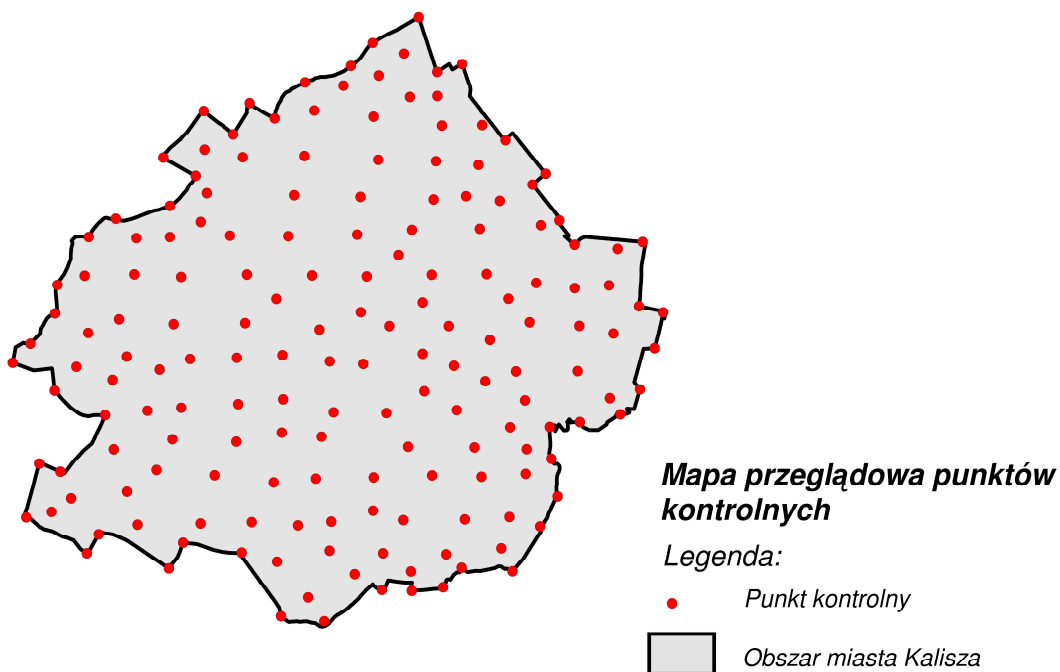 Mapa przeglądowa punktów
kontrolnych
Legenda:
Punkt kontrolny
Obszar miasta Kalisza